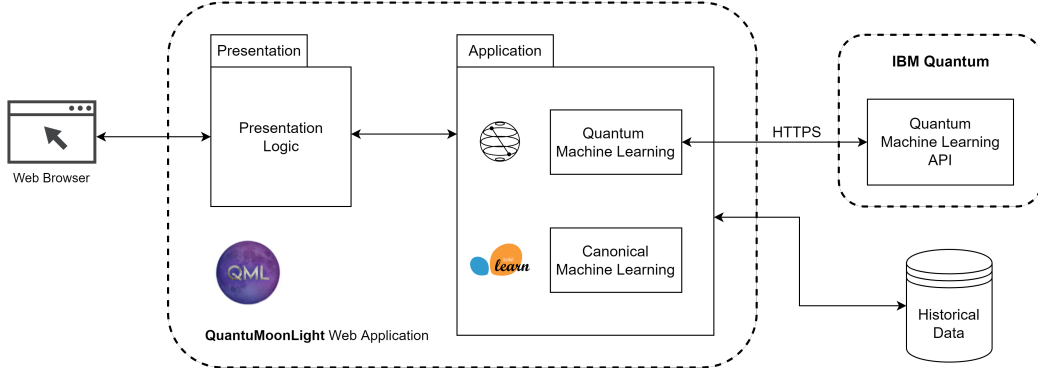 Presentation
Application
IBM Quantum
Presentation
Logic
Quantum
Machine Learning
HTTPS
Quantum
Machine Learning
API
Web Browser
QML
learn
Canonical
Machine Learning
QuantuMoonLight Web Application
Historical
Data